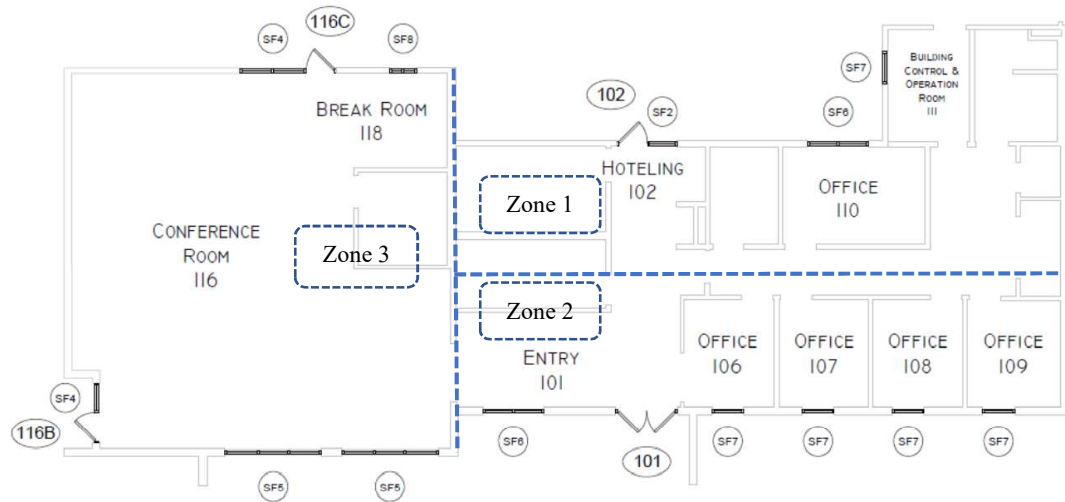 116C
SF4
SF8
SF7
BUILDING
CONTROL &
OPERATION
ROOM
111
102
SF2
SF6
BREAK ROOM
118
HOTELING
102
OFFICE
110
Zone 1
CONFERENCE
ROOM
116
Zone 3
Zone 2
ENTRY
101
OFFICE
106
OFFICE
107
OFFICE
108
OFFICE
109
SF4
116B
SF5
SF5
SF6
101
SF7
SF7
SF7
SF7